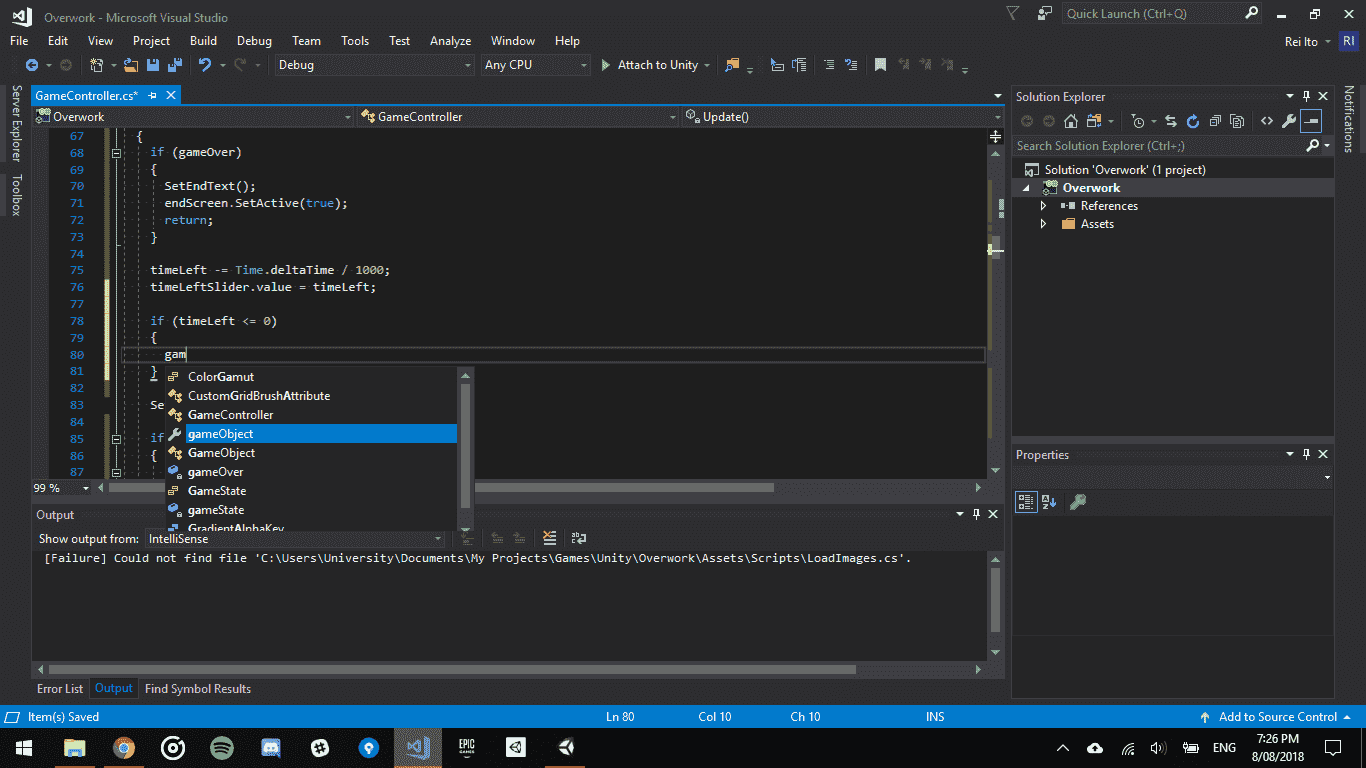 Overwork - Microsoft Visual Studio
Quick Launch (Ctrl+Q)
File Edit View Project Build Debug Team Tools Test Analyze Window Help
Rei Ito RI
Debug Any CPU Attach to Unity
Server Explorer
Toolbox
GameController.cs*
Overwork GameController Update()
67 {
68 if (gameOver)
69 {
70 SetEndText();
71 endScreen.SetActive(true);
72 return;
73 }
74
75 timeLeft -= Time.deltaTime / 1000;
76 timeLeftSlider.value = timeLeft;
77
78 if (timeLeft <= 0)
79 {
80 gam
81 }
82
83 Se
84
85 if
86 {
87
ColorGamut
CustomGridBrushAttribute
GameController
gameObject
GameObject
gameOver
GameState
gameState
GradientAlphaKey
99 %
Output
Show output from: IntelliSense
[Failure] Could not find file 'C:\Users\University\Documents\My Projects\Games\Unity\Overwork\Assets\Scripts\LoadImages.cs'.
Error List Output Find Symbol Results
Solution Explorer
Search Solution Explorer (Ctrl+;)
Solution 'Overwork' (1 project)
Overwork
References
Assets
Properties
Notifications
Item(s) Saved Ln 80 Col 10 Ch 10 INS Add to Source Control
EPIC GAMES
ENG
7:26 PM
8/08/2018